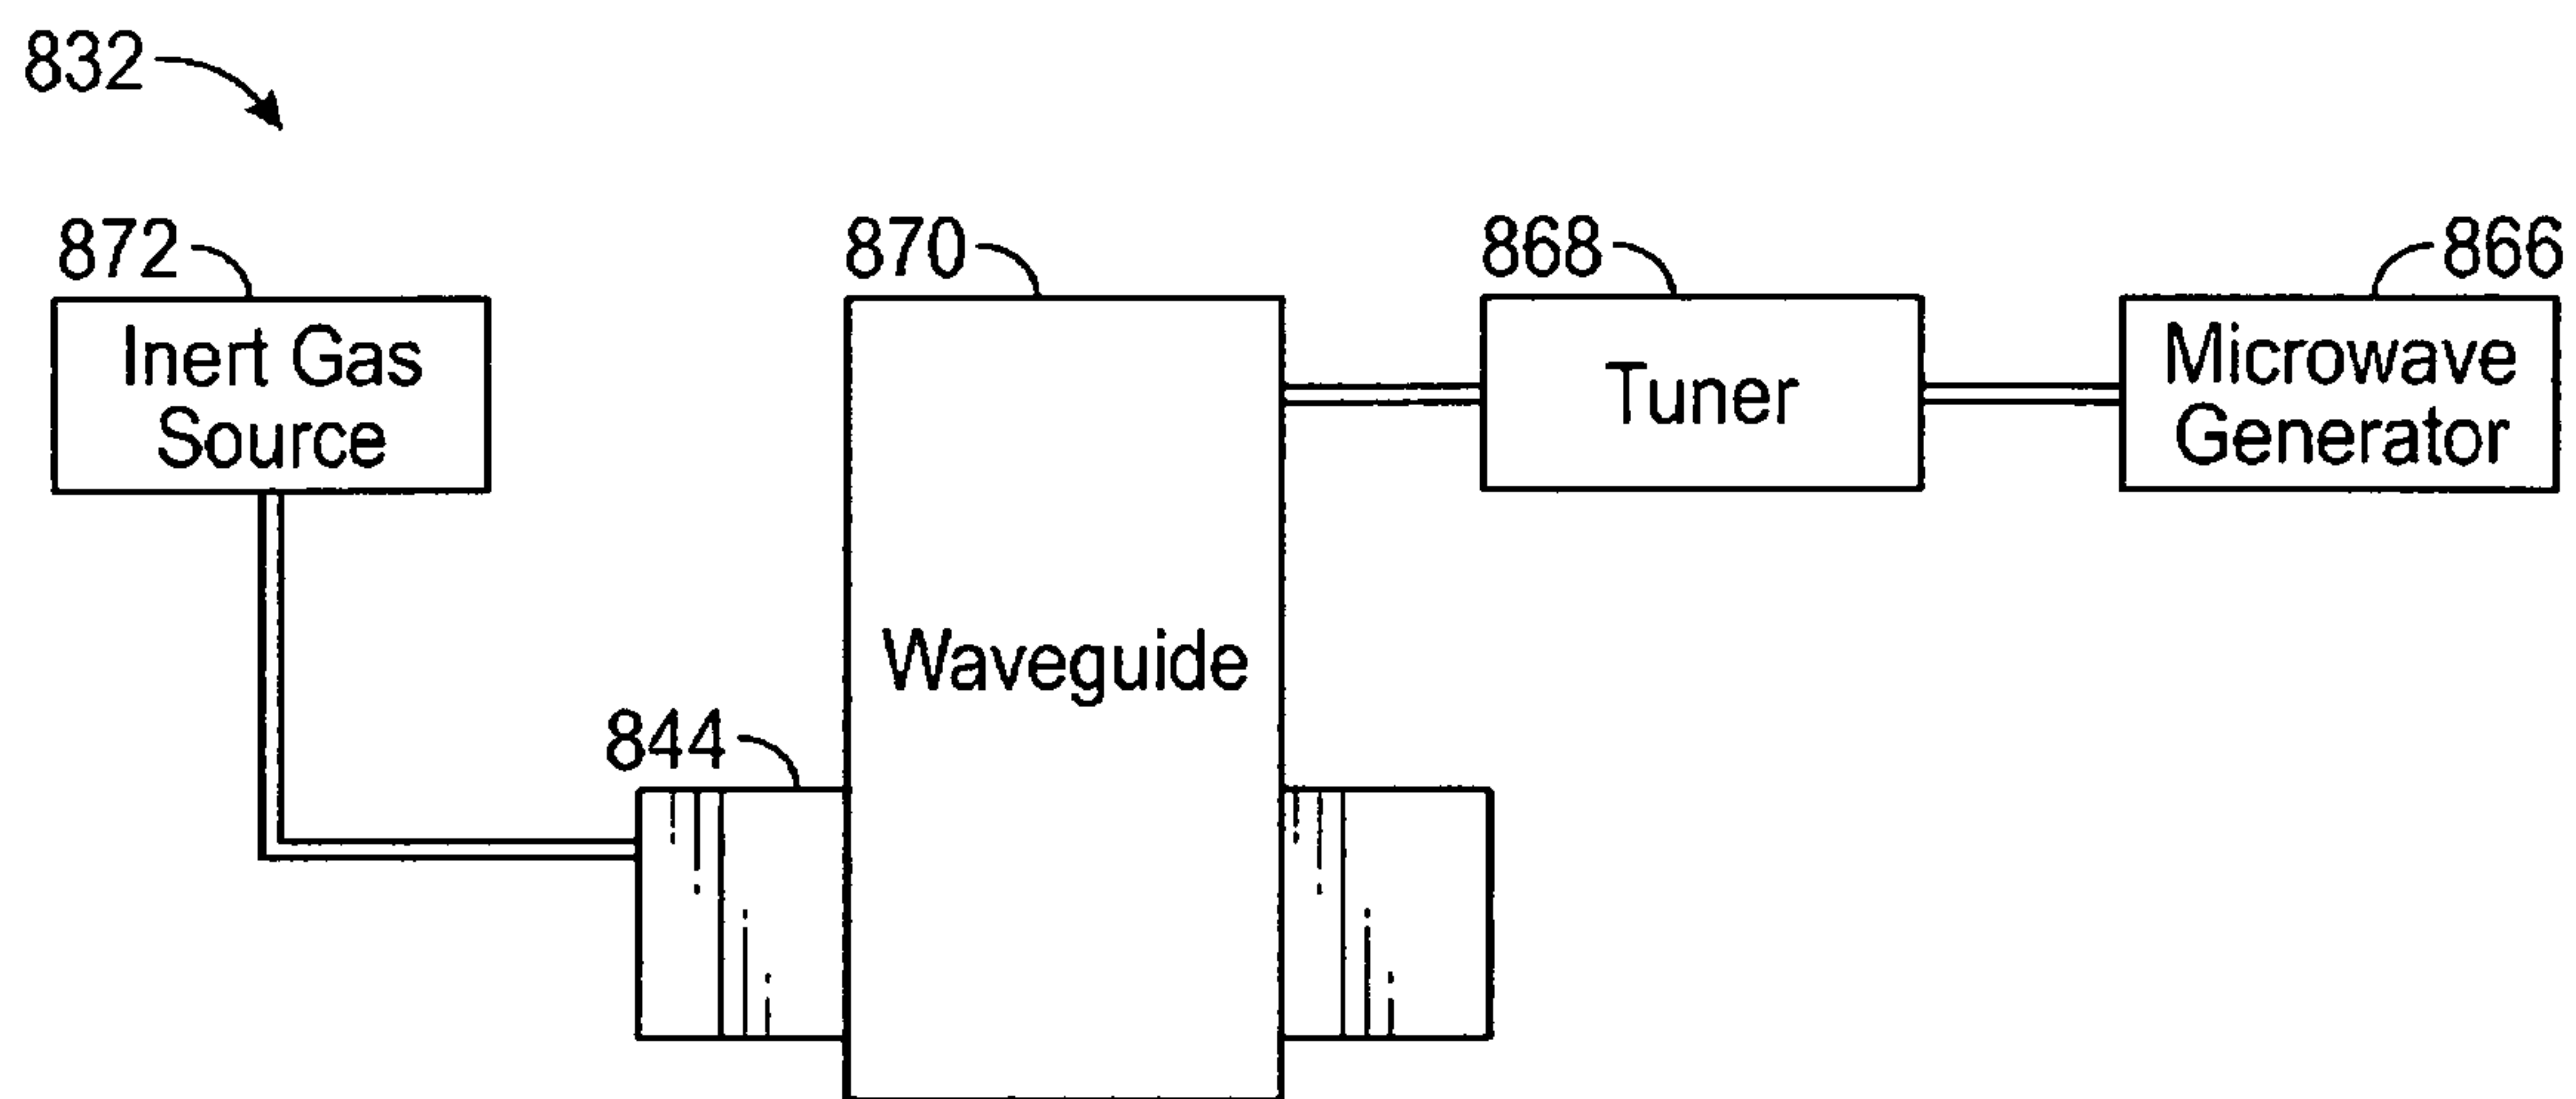 832
872
870
868
866
Inert Gas
Source
Waveguide
Tuner
Microwave
Generator
844